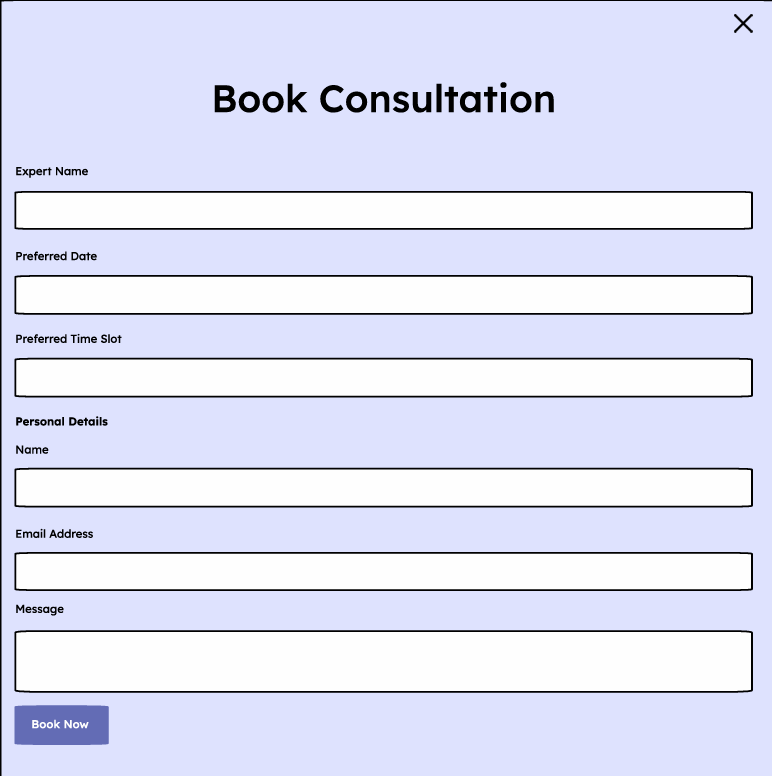 Book Consultation
Expert Name
Preferred Date
Preferred Time Slot
Personal Details
Name
Email Address
Message
Book Now